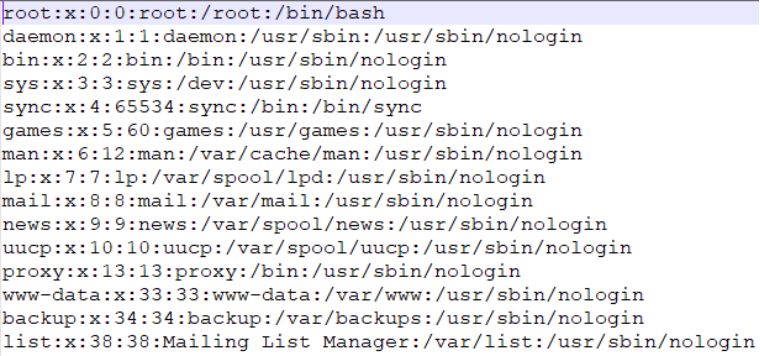 root:x:0:0:root:/root:/bin/bash
daemon:x:1:1:daemon:/usr/sbin:/usr/sbin/nologin
bin:x:2:2:bin:/bin:/usr/sbin/nologin
sys:x:3:3:sys:/dev:/usr/sbin/nologin
sync:x:4:65534:sync:/bin:/bin/sync
games:x:5:60:games:/usr/games:/usr/sbin/nologin
man:x:6:12:man:/var/cache/man:/usr/sbin/nologin
lp:x:7:7:lp:/var/spool/lpd:/usr/sbin/nologin
mail:x:8:8:mail:/var/mail:/usr/sbin/nologin
news:x:9:9:news:/var/spool/news:/usr/sbin/nologin
uucp:x:10:10:uucp:/var/spool/uucp:/usr/sbin/nologin
proxy:x:13:13:proxy:/bin:/usr/sbin/nologin
www-data:x:33:33:www-data:/var/www:/usr/sbin/nologin
backup:x:34:34:backup:/var/backups:/usr/sbin/nologin
list:x:38:38:Mailing List Manager:/var/list:/usr/sbin/nologin